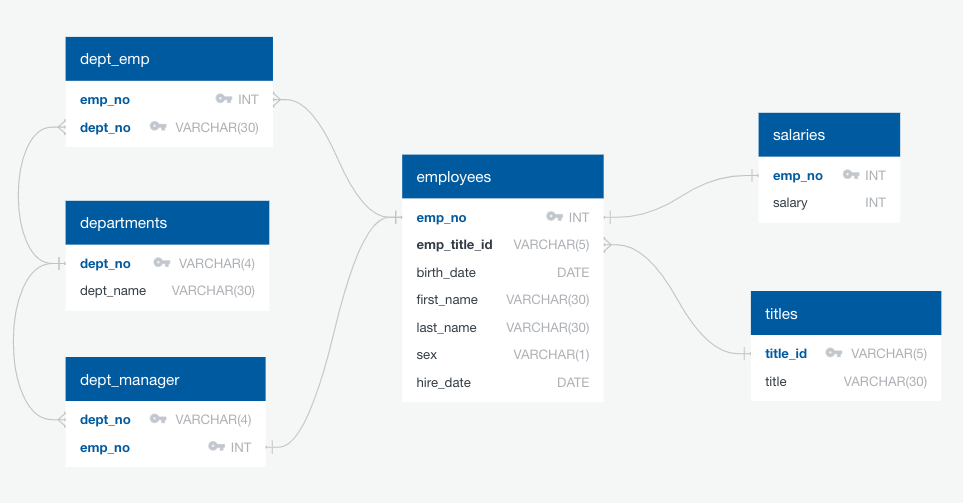 dept_emp
emp_no INT
dept_no VARCHAR(30)
departments
dept_no VARCHAR(4)
dept_name VARCHAR(30)
dept_manager
dept_no VARCHAR(4)
emp_no INT
employees
emp_no INT
emp_title_id VARCHAR(5)
birth_date DATE
first_name VARCHAR(30)
last_name VARCHAR(30)
sex VARCHAR(1)
hire_date DATE
salaries
emp_no INT
salary INT
titles
title_id VARCHAR(5)
title VARCHAR(30)